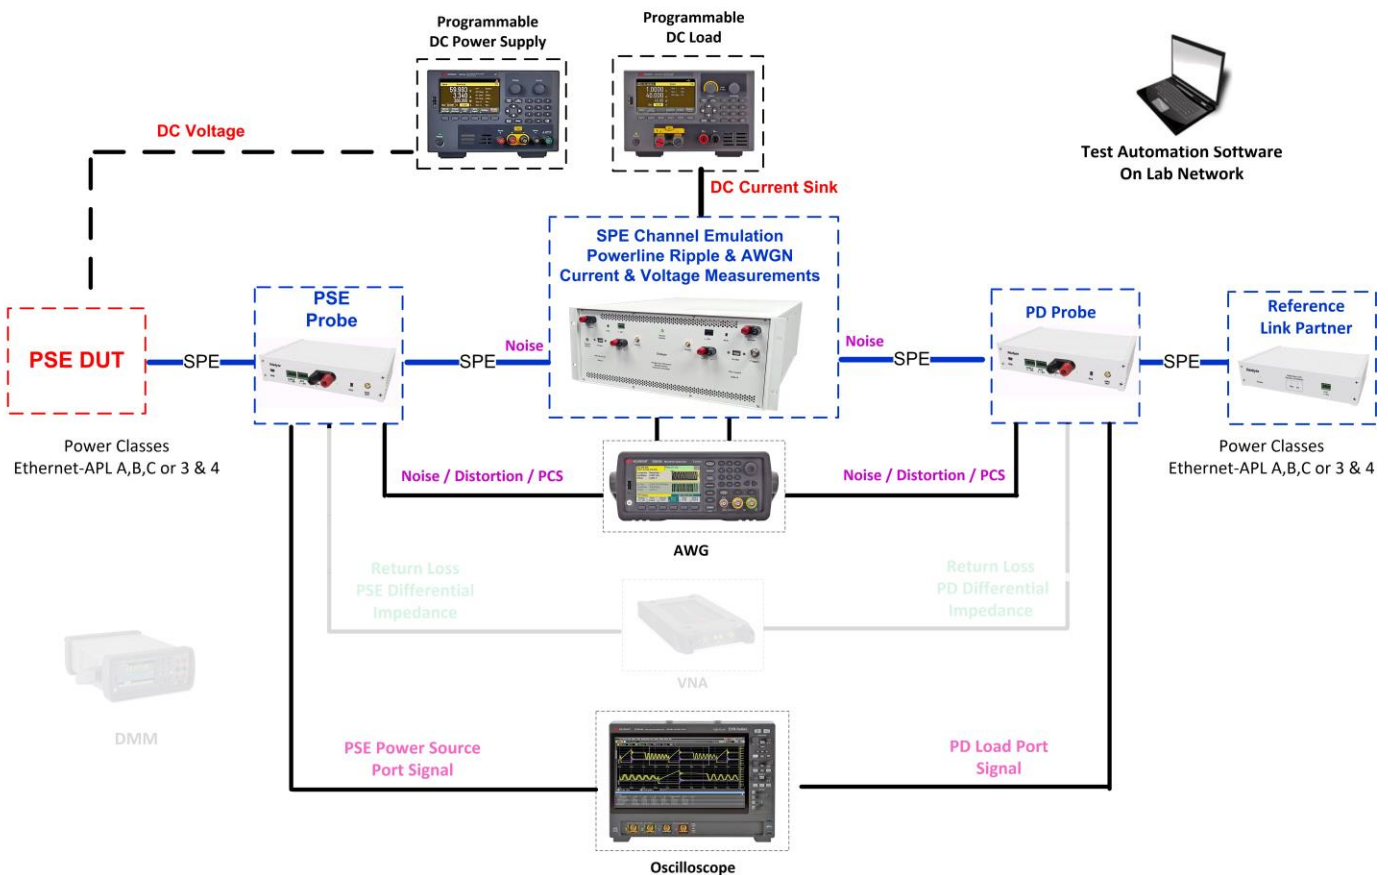 Programmable
DC Power Supply
Programmable
DC Load
DC Voltage
Test Automation Software
On Lab Network
DC Current Sink
SPE Channel Emulation
Powerline Ripple & AWGN
Current & Voltage Measurements
PSE
Probe
PD Probe
Reference
Link Partner
PSE DUT
SPE
Noise
SPE
Noise
SPE
SPE
Power Classes
Ethernet-APL A,B,C or 3 & 4
Power Classes
Ethernet-APL A,B,C or 3 & 4
Noise / Distortion / PCS
Noise / Distortion / PCS
AWG
Return Loss
PSE Differential
Impedance
Return Loss
PD Differential
Impedance
VNA
DMM
PSE Power Source
Port Signal
PD Load Port
Signal
Oscilloscope